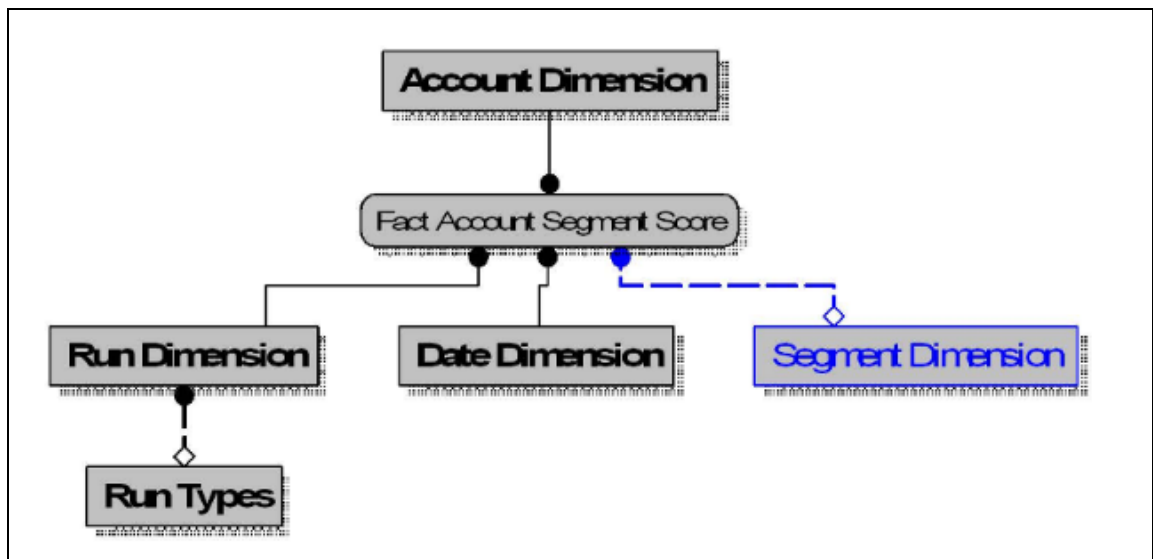 Account Dimension
Fact Account Segment Score
Run Dimension
Date Dimension
Segment Dimension
Run Types